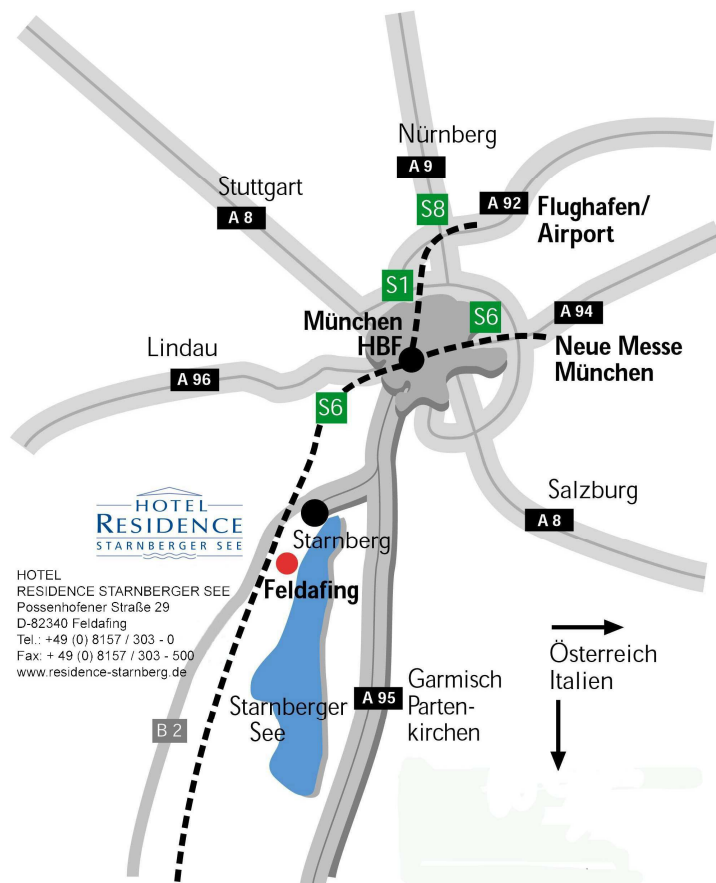 Nürnberg
A 9
Stuttgart
A 8
S8
A 92
Flughafen/
Airport
S1
München
HBF
S6
A 94
Neue Messe
München
Lindau
A 96
S6
Salzburg
A 8
HOTEL
RESIDENCE
STARNBERGER SEE
Starnberg
Feldafing
HOTEL
RESIDENCE STARNBERGER SEE
Possenhofener Straße 29
D-82340 Feldafing
Tel.: +49 (0) 8157 / 303 - 0
Fax: + 49 (0) 8157 / 303 - 500
www.residence-starnberg.de
Österreich
Italien
Starnberger
See
A 95
Garmisch
Parten-
kirchen
B 2